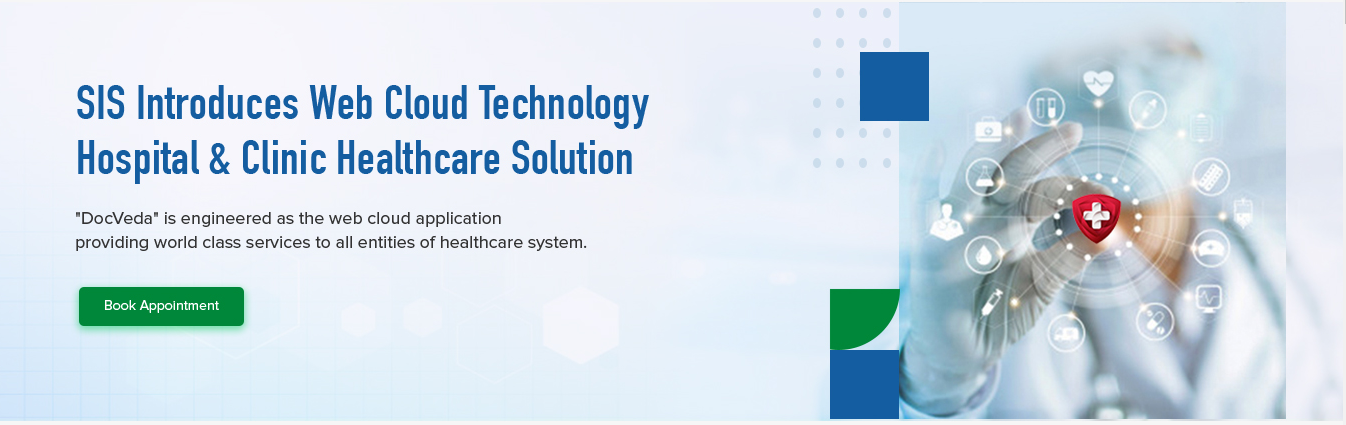 SIS Introduces Web Cloud Technology
Hospital & Clinic Healthcare Solution
"DocVeda" is engineered as the web cloud application
providing world class services to all entities of healthcare system.
Book Appointment